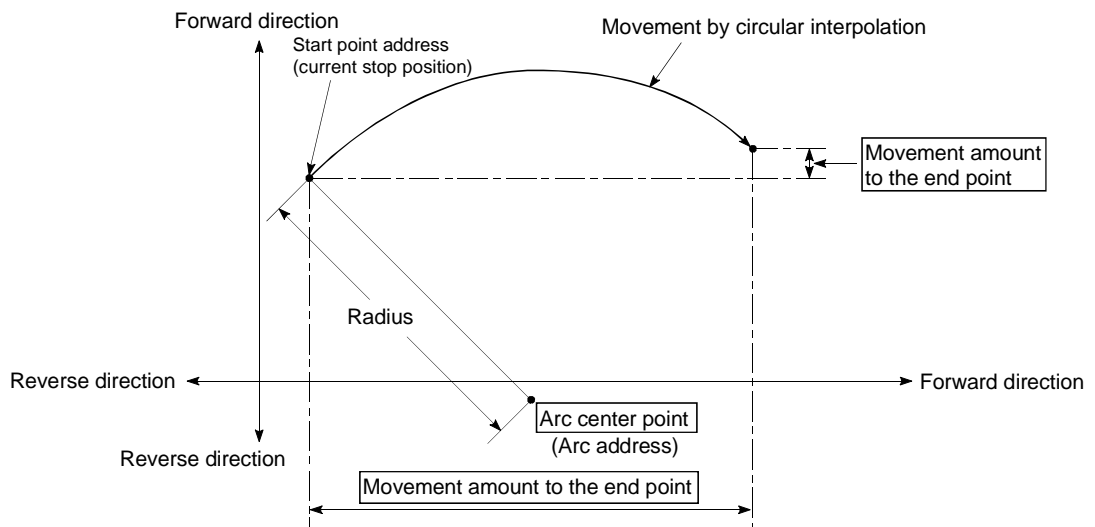 Forward direction
Movement by circular interpolation
Start point address
(current stop position)
Movement amount
to the end point
Radius
Reverse direction
Forward direction
Arc center point
(Arc address)
Reverse direction
Movement amount to the end point